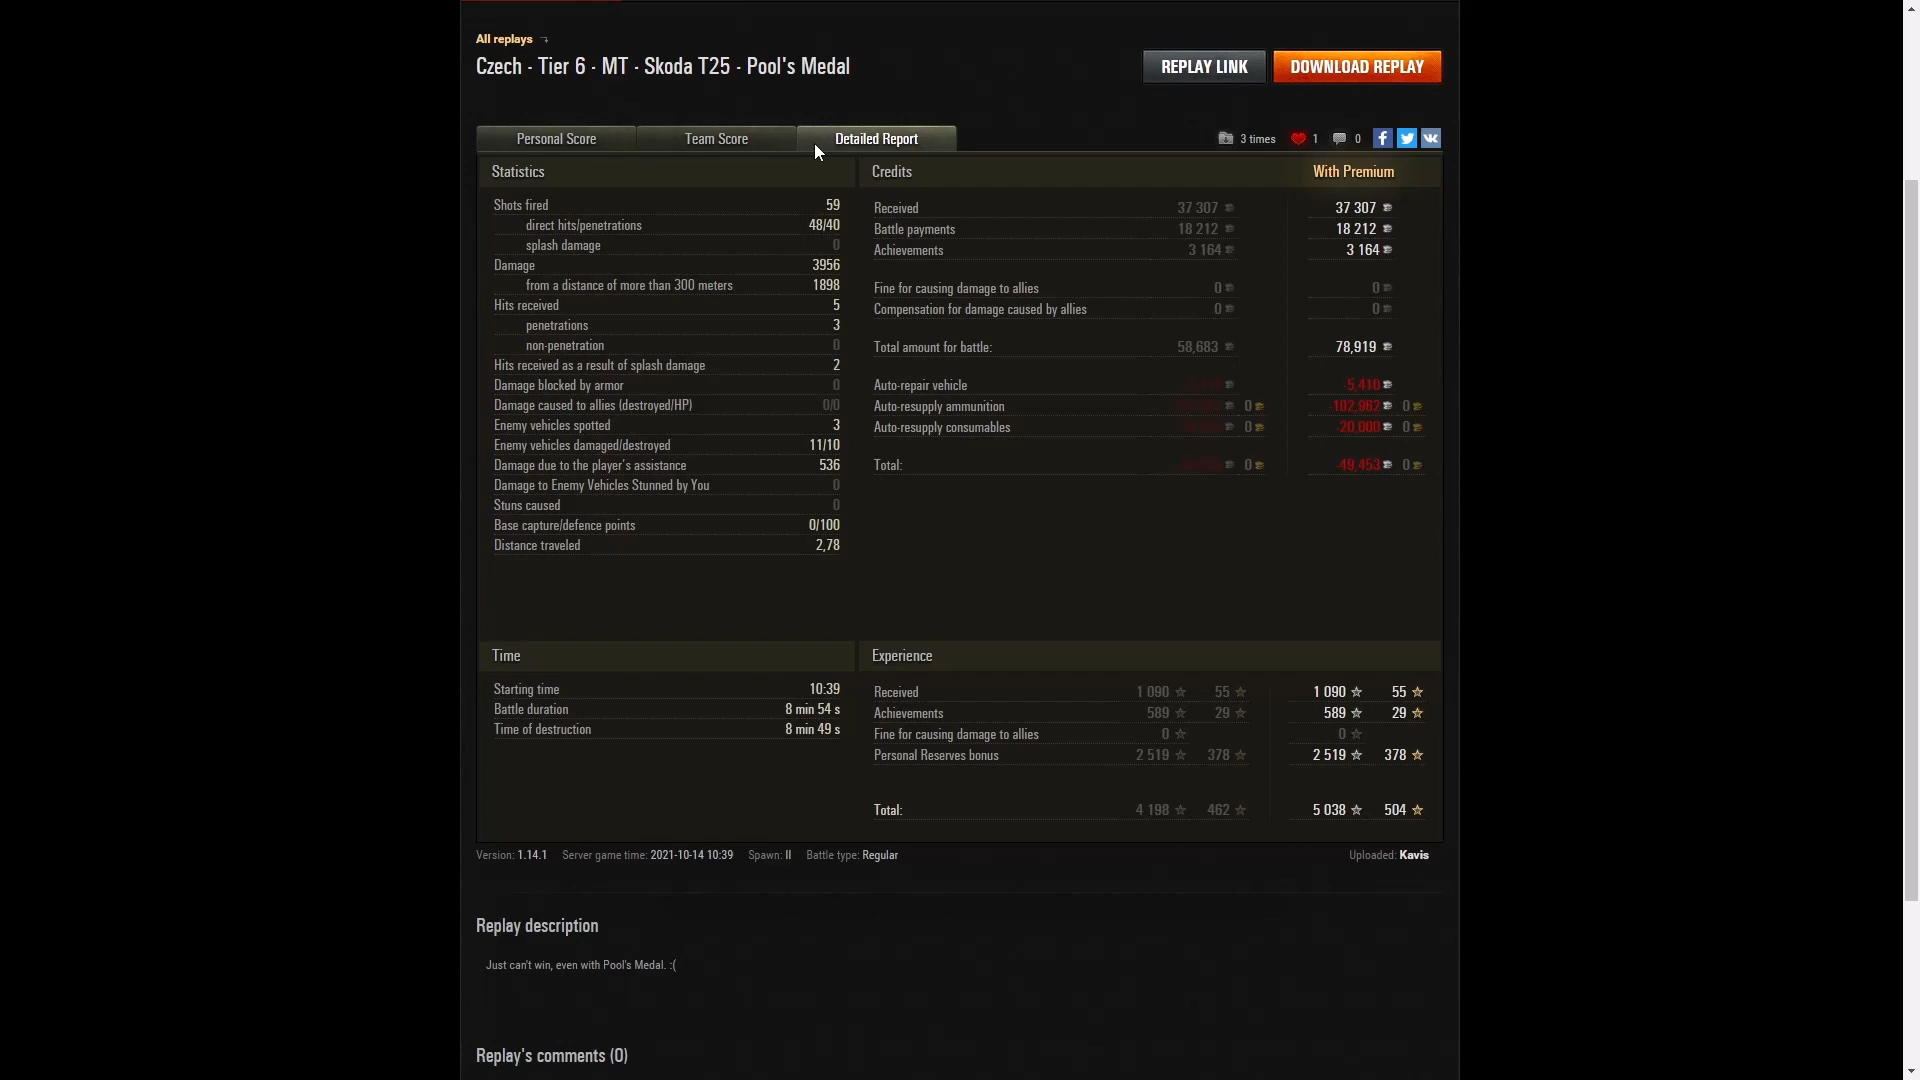 All replays
Czech - Tier 6 - MT - Skoda T25 - Pool's Medal
REPLAY LINK
DOWNLOAD REPLAY
Personal Score
Team Score
Detailed Report
3 times
1
0
Statistics
Shots fired 59
direct hits/penetrations 48/40
splash damage 0
Damage 3956
from a distance of more than 300 meters 1898
Hits received 5
penetrations 3
non-penetration 0
Hits received as a result of splash damage 2
Damage blocked by armor 0
Damage caused to allies (destroyed/HP) 0/0
Enemy vehicles spotted 3
Enemy vehicles damaged/destroyed 11/10
Damage due to the player's assistance 536
Damage to Enemy Vehicles Stunned by You 0
Stuns caused 0
Base capture/defence points 0/100
Distance traveled 2,78
Credits With Premium
Received 37 307 37 307
Battle payments 18 212 18 212
Achievements 3 164 3 164
Fine for causing damage to allies 0 0
Compensation for damage caused by allies 0 0
Total amount for battle: 58,683 78,919
Auto-repair vehicle -5,410
Auto-resupply ammunition 0 -102,962 0
Auto-resupply consumables 0 -20,000 0
Total: 0 -49,453 0
Time
Starting time 10:39
Battle duration 8 min 54 s
Time of destruction 8 min 49 s
Experience
Received 1 090 55 1 090 55
Achievements 589 29 589 29
Fine for causing damage to allies 0 0
Personal Reserves bonus 2 519 378 2 519 378
Total: 4 198 462 5 038 504
Version: 1.14.1 Server game time: 2021-10-14 10:39 Spawn: II Battle type: Regular
Uploaded: Kavis
Replay description
Just can't win, even with Pool's Medal. :(
Replay's comments (0)